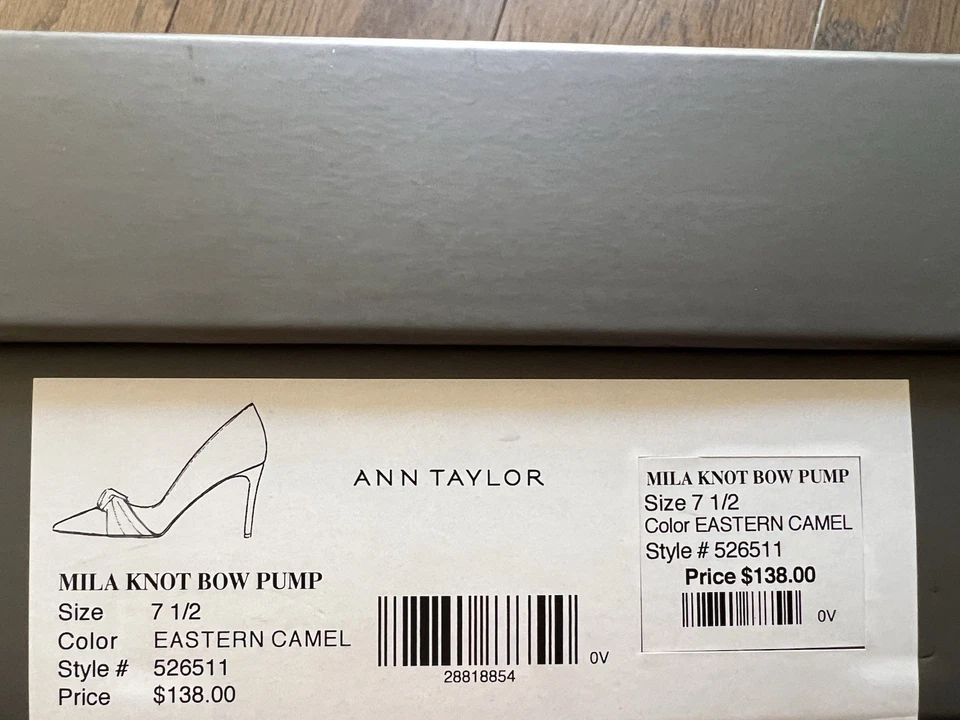 ANN TAYLOR
MILA KNOT BOW PUMP
Size 7 1/2
Color EASTERN CAMEL
Style # 526511
Price $138.00
28818854
0V
MILA KNOT BOW PUMP
Size 7 1/2
Color EASTERN CAMEL
Style # 526511
Price $138.00
0V